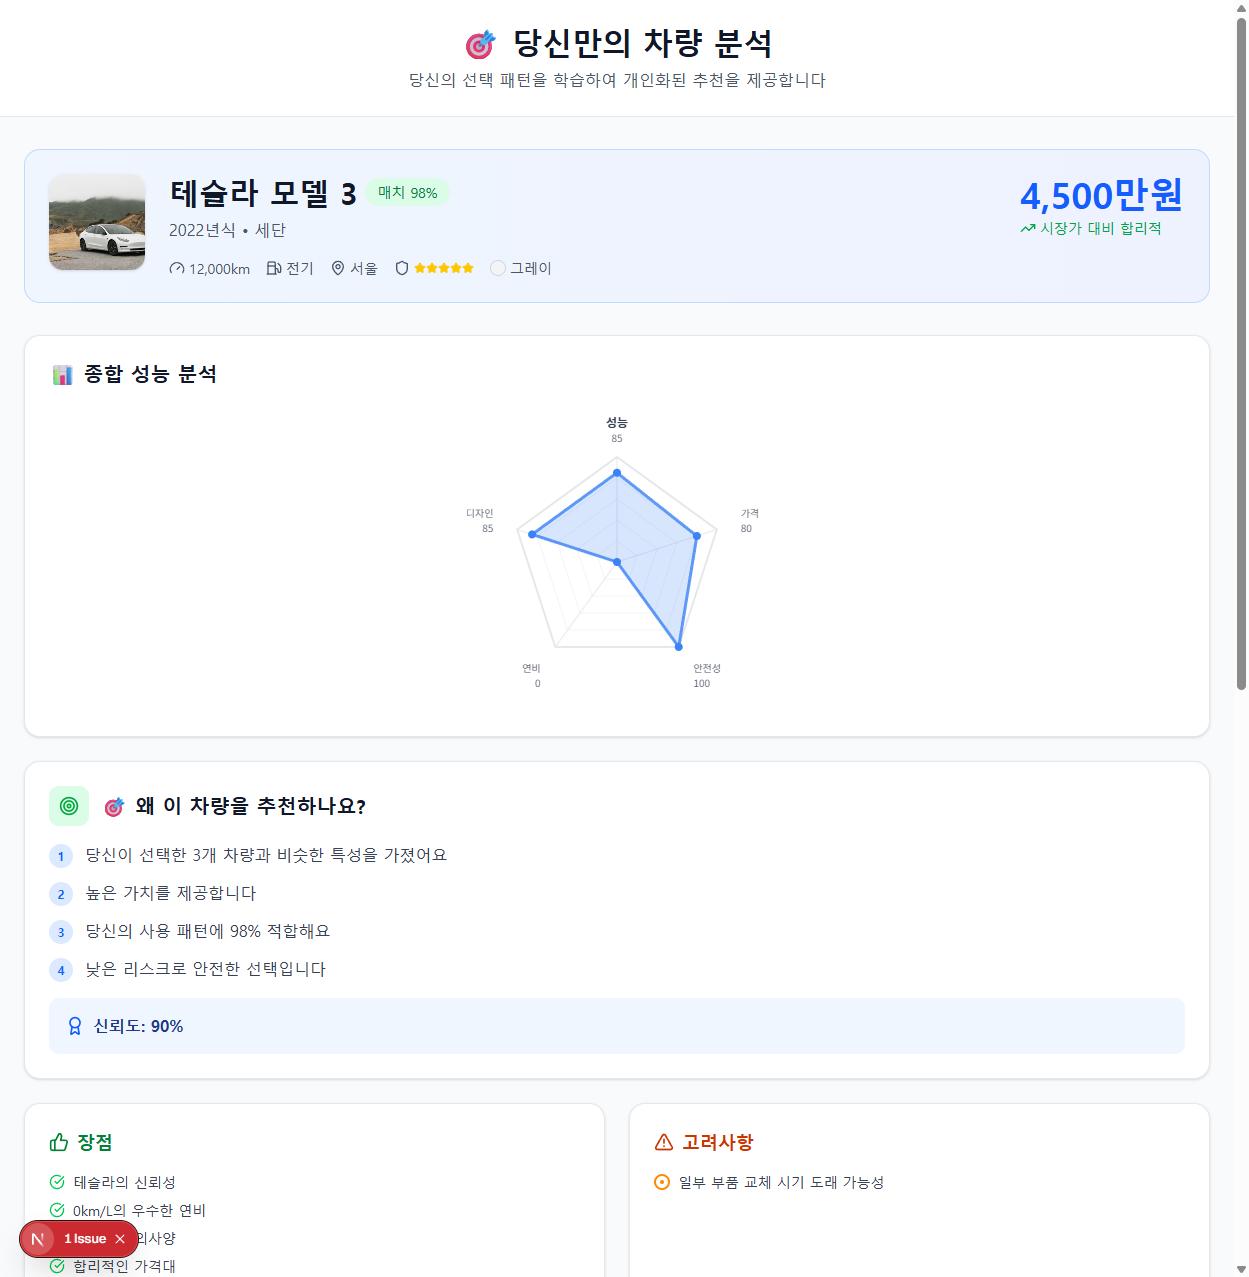 🎯 당신만의 차량 분석
당신의 선택 패턴을 학습하여 개인화된 추천을 제공합니다
테슬라 모델 3 매치 98%
2022년식 • 세단
12,000km 전기 서울 ★★★★★ 그레이
4,500만원
시장가 대비 합리적
📊 종합 성능 분석
성능
85
디자인
85
가격
80
연비
0
안전성
100
🎯 왜 이 차량을 추천하나요?
1 당신이 선택한 3개 차량과 비슷한 특성을 가졌어요
2 높은 가치를 제공합니다
3 당신의 사용 패턴에 98% 적합해요
4 낮은 리스크로 안전한 선택입니다
신뢰도: 90%
장점
테슬라의 신뢰성
0km/L의 우수한 연비
의사양
합리적인 가격대
고려사항
일부 부품 교체 시기 도래 가능성
N 1 Issue ×